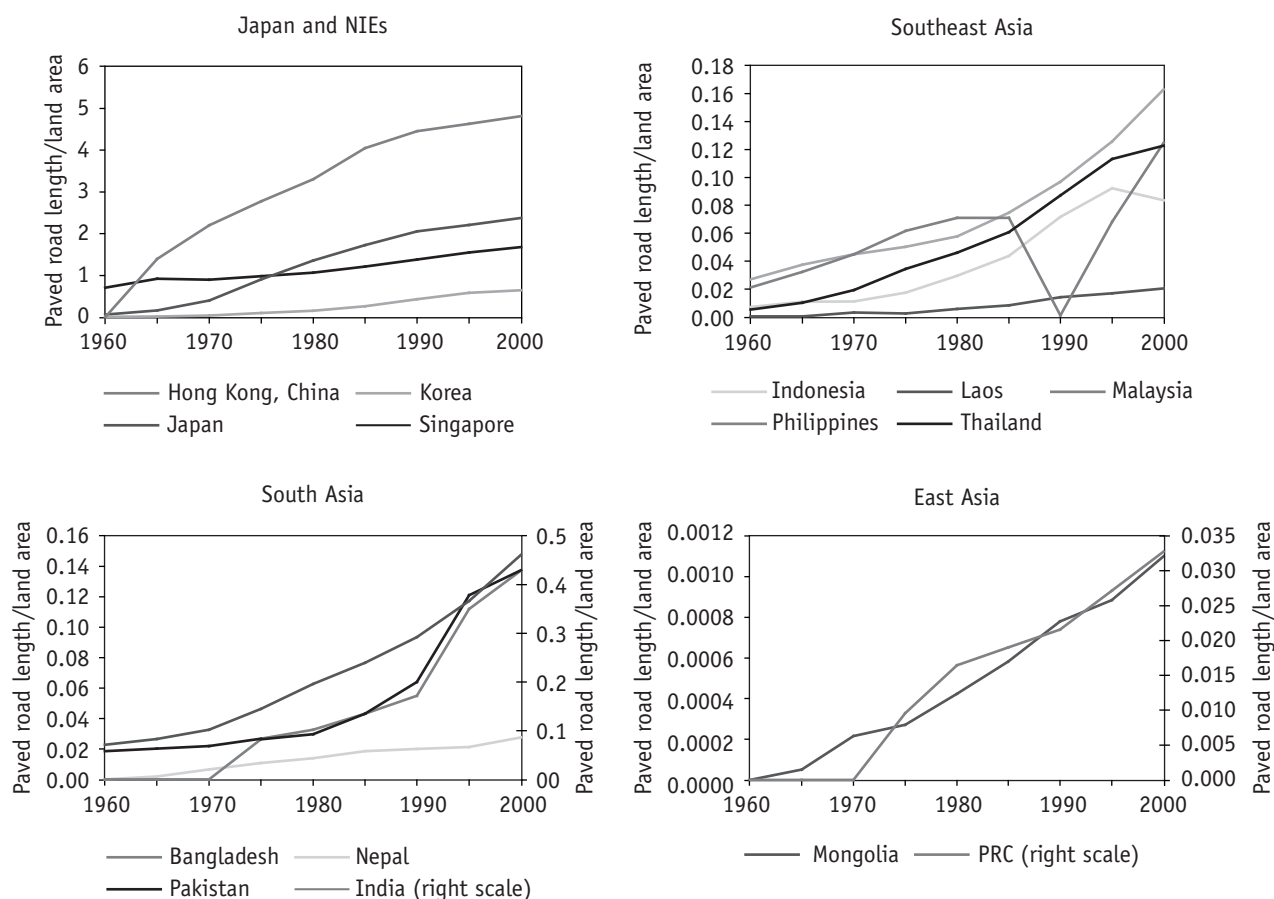 Japan and NIEs
Paved road length/land area
6
5
4
3
2
1
0
1960 1970 1980 1990 2000
Hong Kong, China Korea
Japan Singapore
Southeast Asia
Paved road length/land area
0.18
0.16
0.14
0.12
0.10
0.08
0.06
0.04
0.02
0.00
1960 1970 1980 1990 2000
Indonesia Laos Malaysia
Philippines Thailand
South Asia
Paved road length/land area
0.16
0.14
0.12
0.10
0.08
0.06
0.04
0.02
0.00
0.5
0.4
0.3
0.2
0.1
00
Paved road length/land area
1960 1970 1980 1990 2000
Bangladesh Nepal
Pakistan India (right scale)
East Asia
Paved road length/land area
0.0012
0.0010
0.0008
0.0006
0.0004
0.0002
0.0000
0.035
0.030
0.025
0.020
0.015
0.010
0.005
0.000
Paved road length/land area
1960 1970 1980 1990 2000
Mongolia PRC (right scale)